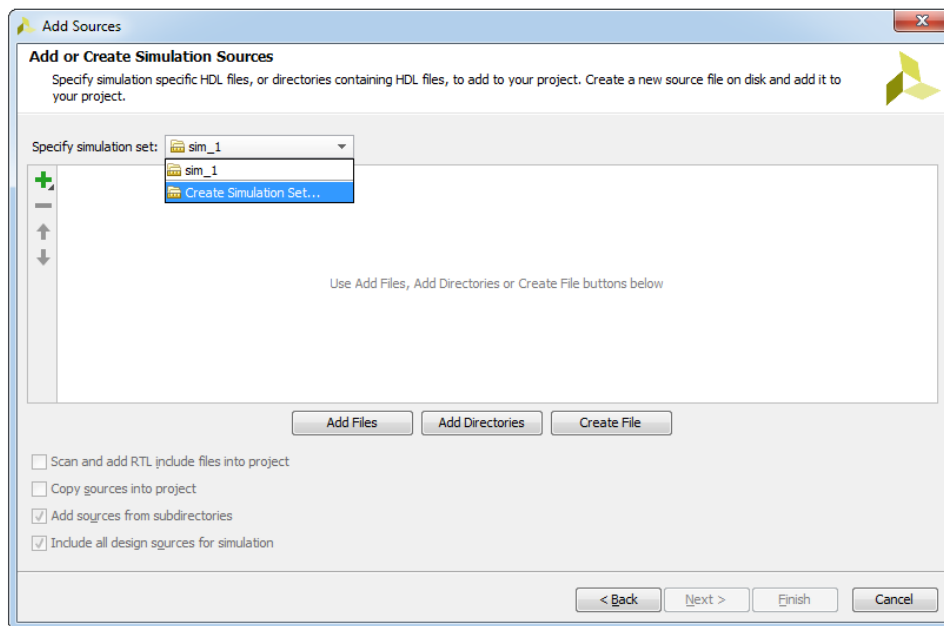 Add Sources
Add or Create Simulation Sources
Specify simulation specific HDL files, or directories containing HDL files, to add to your project. Create a new source file on disk and add it to
your project.
Specify simulation set: sim_1
sim_1
Create Simulation Set...
Use Add Files, Add Directories or Create File buttons below
Add Files Add Directories Create File
Scan and add RTL include files into project
Copy sources into project
Add sources from subdirectories
Include all design sources for simulation
< Back Next > Finish Cancel